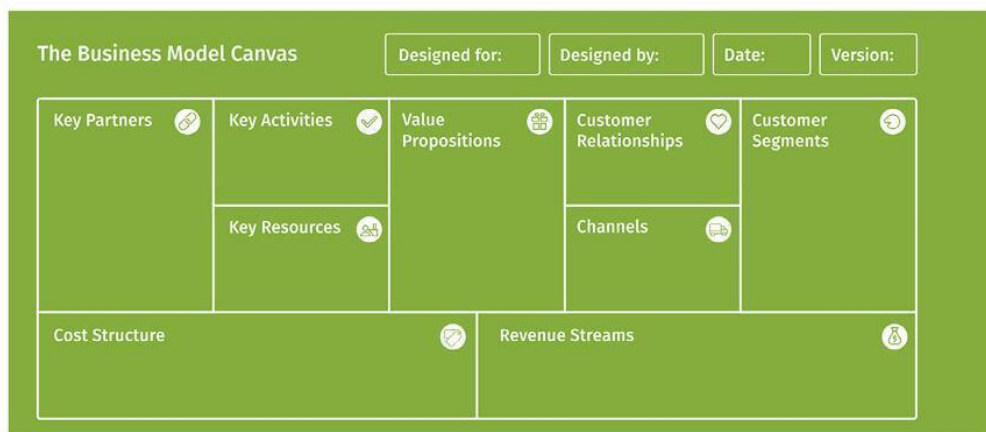 The Business Model Canvas
Designed for:
Designed by:
Date:
Version:
Key Partners
Key Activities
Key Resources
Value
Propositions
Customer
Relationships
Channels
Customer
Segments
Cost Structure
Revenue Streams